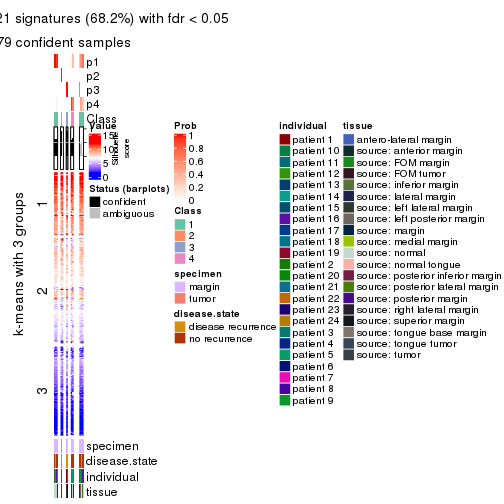 21 signatures (68.2%) with fdr < 0.05
79 confident samples
p1
p2
p3
p4
Class
Silhouette score
k-means with 3 groups
1
2
3
specimen
disease.state
individual
tissue
Value
15
10
5
0
Status (barplots)
confident
ambiguous
Prob
1
0.8
0.6
0.4
0.2
0
Class
1
2
3
4
specimen
margin
tumor
disease.state
disease recurrence
no recurrence
individual
patient 1
patient 10
patient 11
patient 12
patient 13
patient 14
patient 15
patient 16
patient 17
patient 18
patient 19
patient 2
patient 20
patient 21
patient 22
patient 23
patient 24
patient 3
patient 4
patient 5
patient 6
patient 7
patient 8
patient 9
tissue
antero-lateral margin
source: anterior margin
source: FOM margin
source: FOM tumor
source: inferior margin
source: lateral margin
source: left lateral margin
source: left posterior margin
source: margin
source: medial margin
source: normal
source: normal tongue
source: posterior inferior margin
source: posterior lateral margin
source: posterior margin
source: right lateral margin
source: superior margin
source: tongue base margin
source: tongue tumor
source: tumor